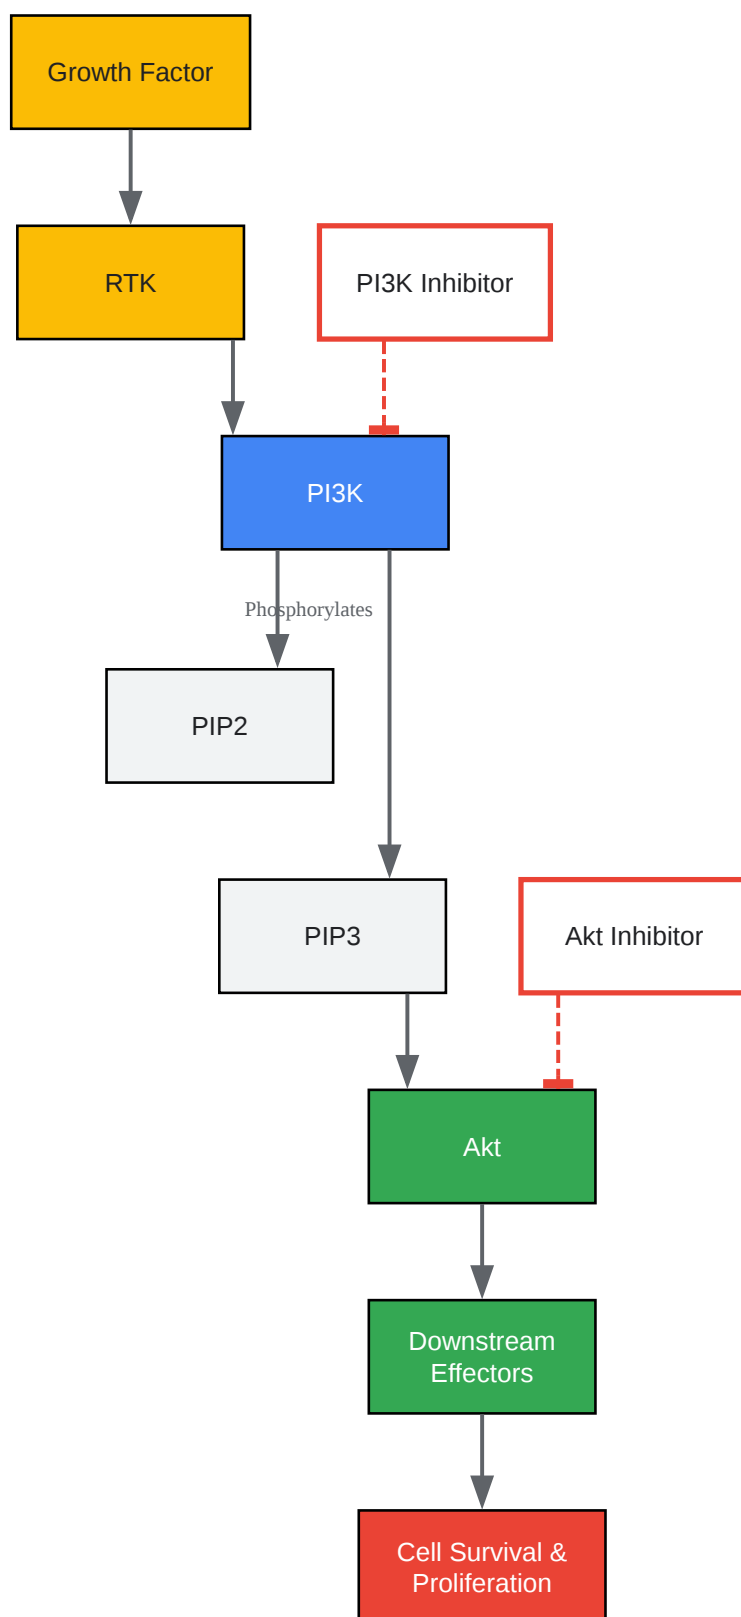 Growth Factor
RTK
PI3K Inhibitor
PI3K
Phosphorylates
PIP2
PIP3
Akt Inhibitor
Akt
Downstream
Effectors
Cell Survival &
Proliferation